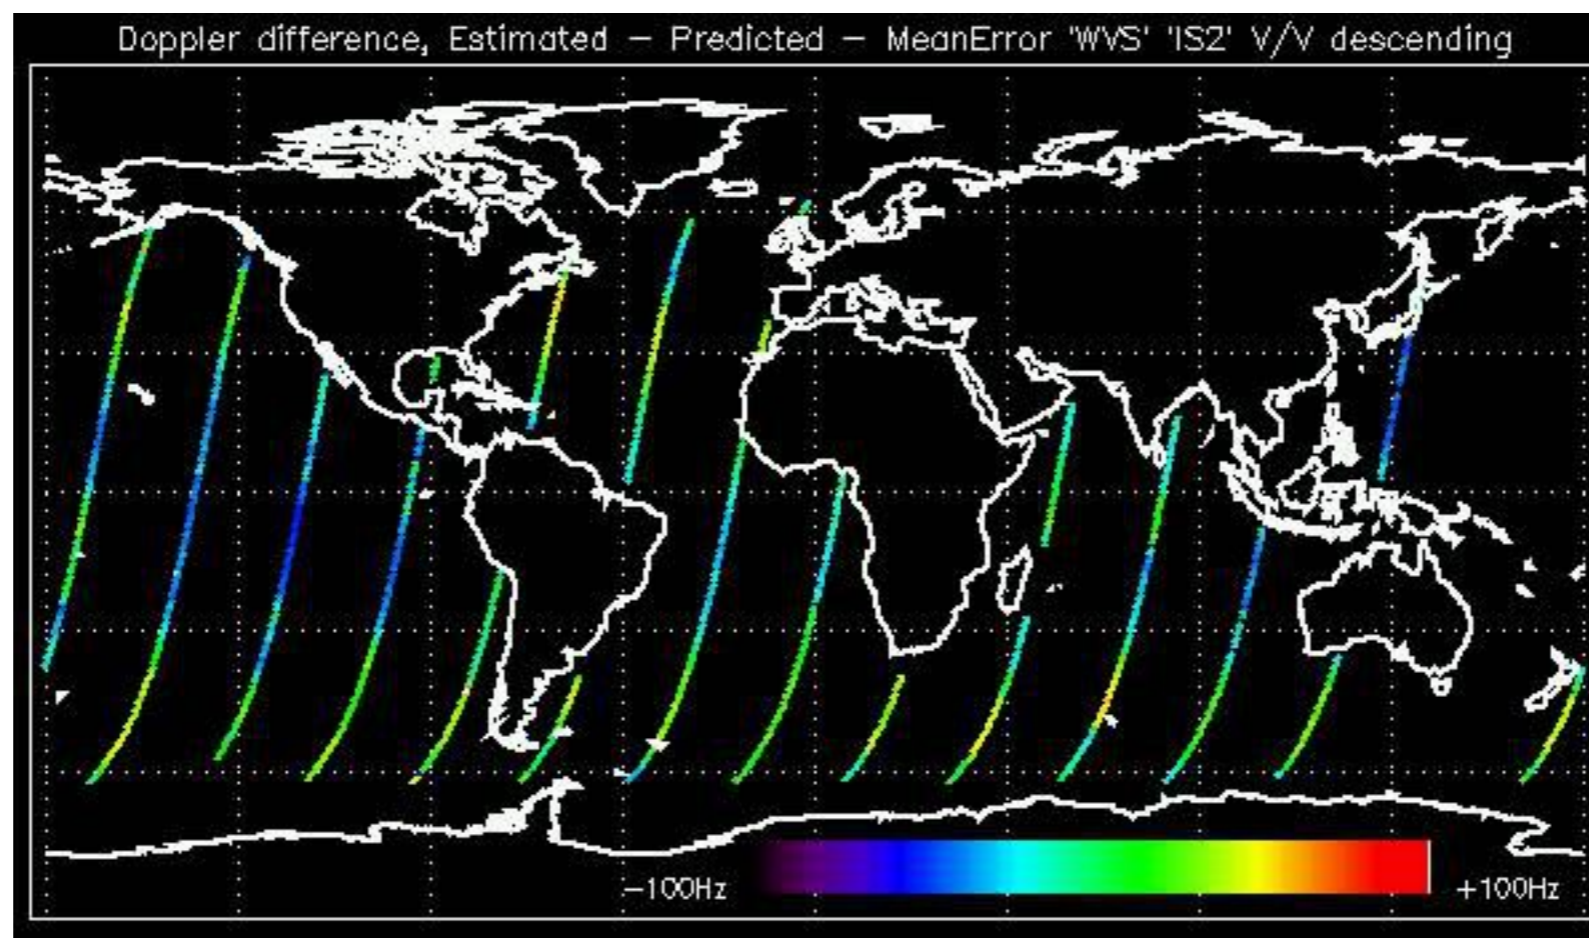 Doppler difference, Estimated – Predicted – MeanError 'WVS' 'IS2' V/V descending
–100Hz +100Hz